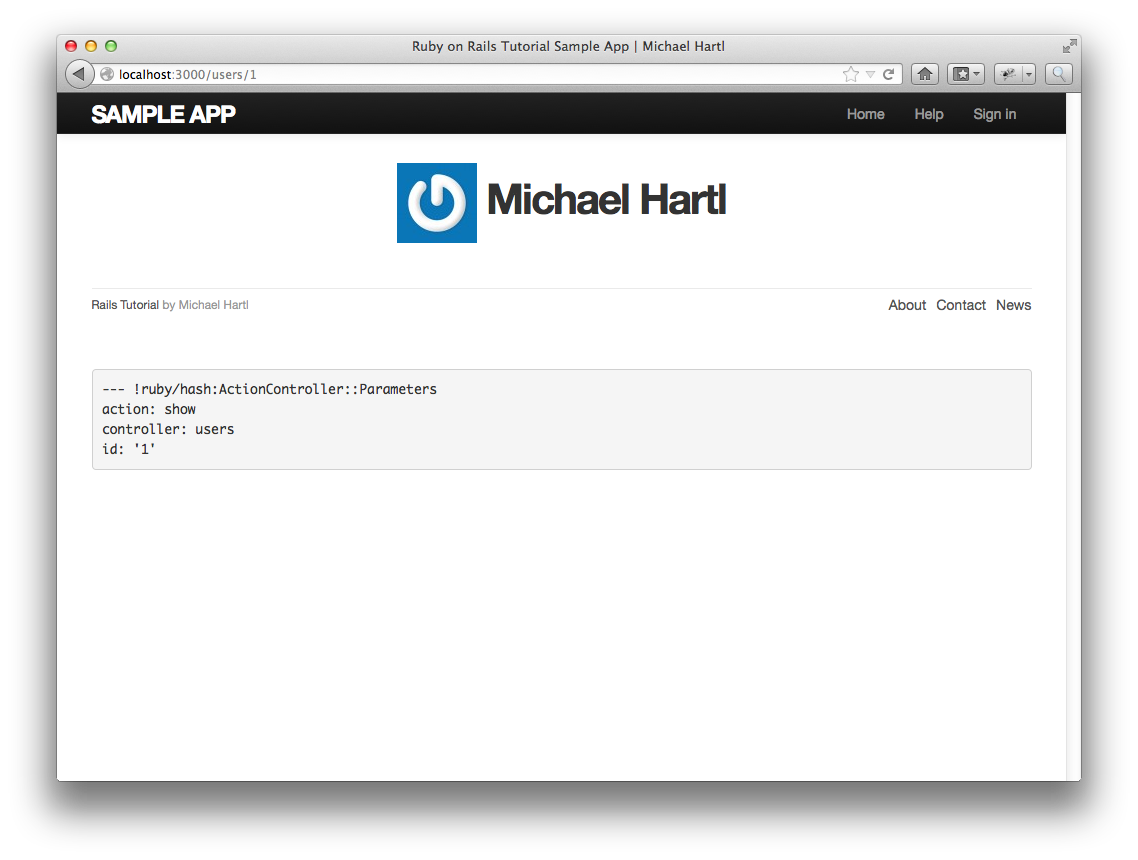 Ruby on Rails Tutorial Sample App | Michael Hartl
localhost:3000/users/1
SAMPLE APP Home Help Sign in
Michael Hartl
Rails Tutorial by Michael Hartl About Contact News
--- !ruby/hash:ActionController::Parameters
action: show
controller: users
id: '1'